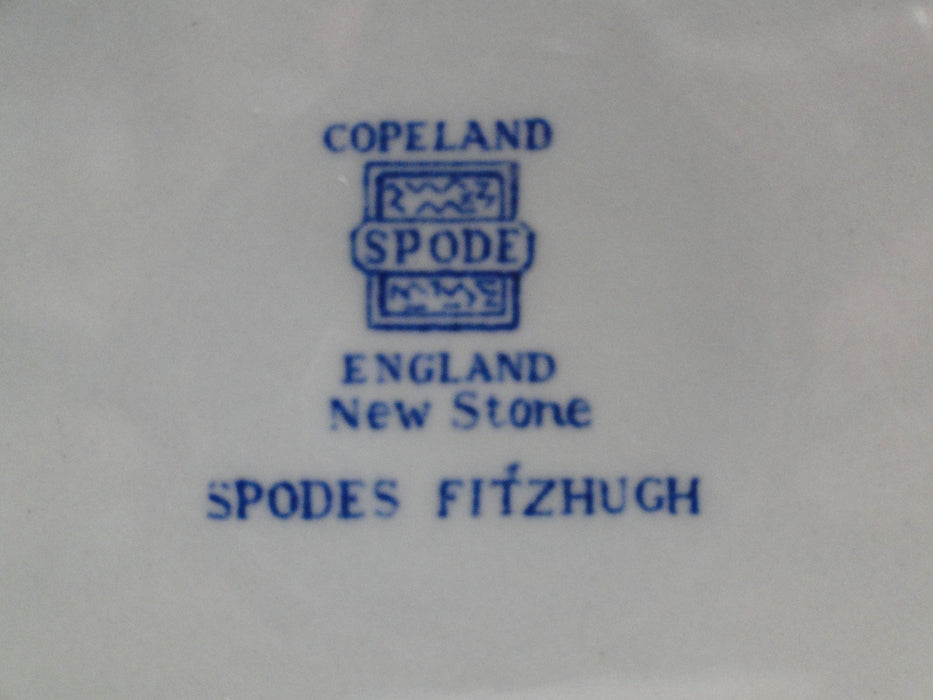 COPELAND
SPODE
ENGLAND
New Stone
SPODES FITZHUGH